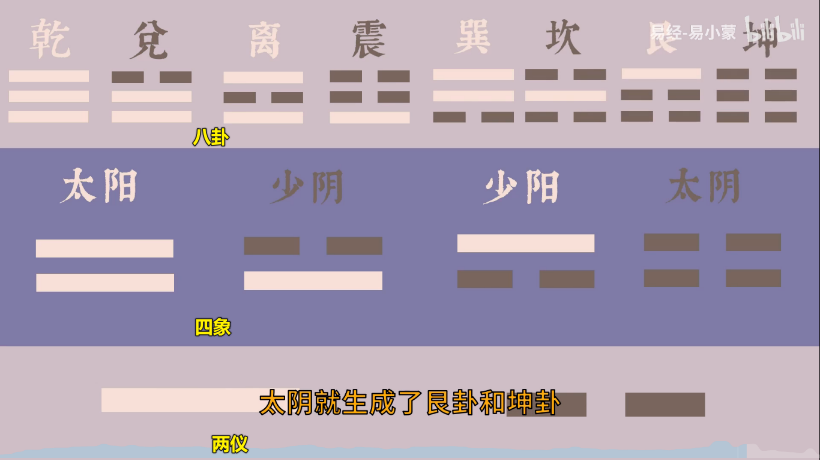 易经-易小蒙 bilibili
乾 兑 离 震 巽 坎 艮 坤
八卦
太阳 少阴 少阳 太阴
四象
太阴就生成了艮卦和坤卦
两仪